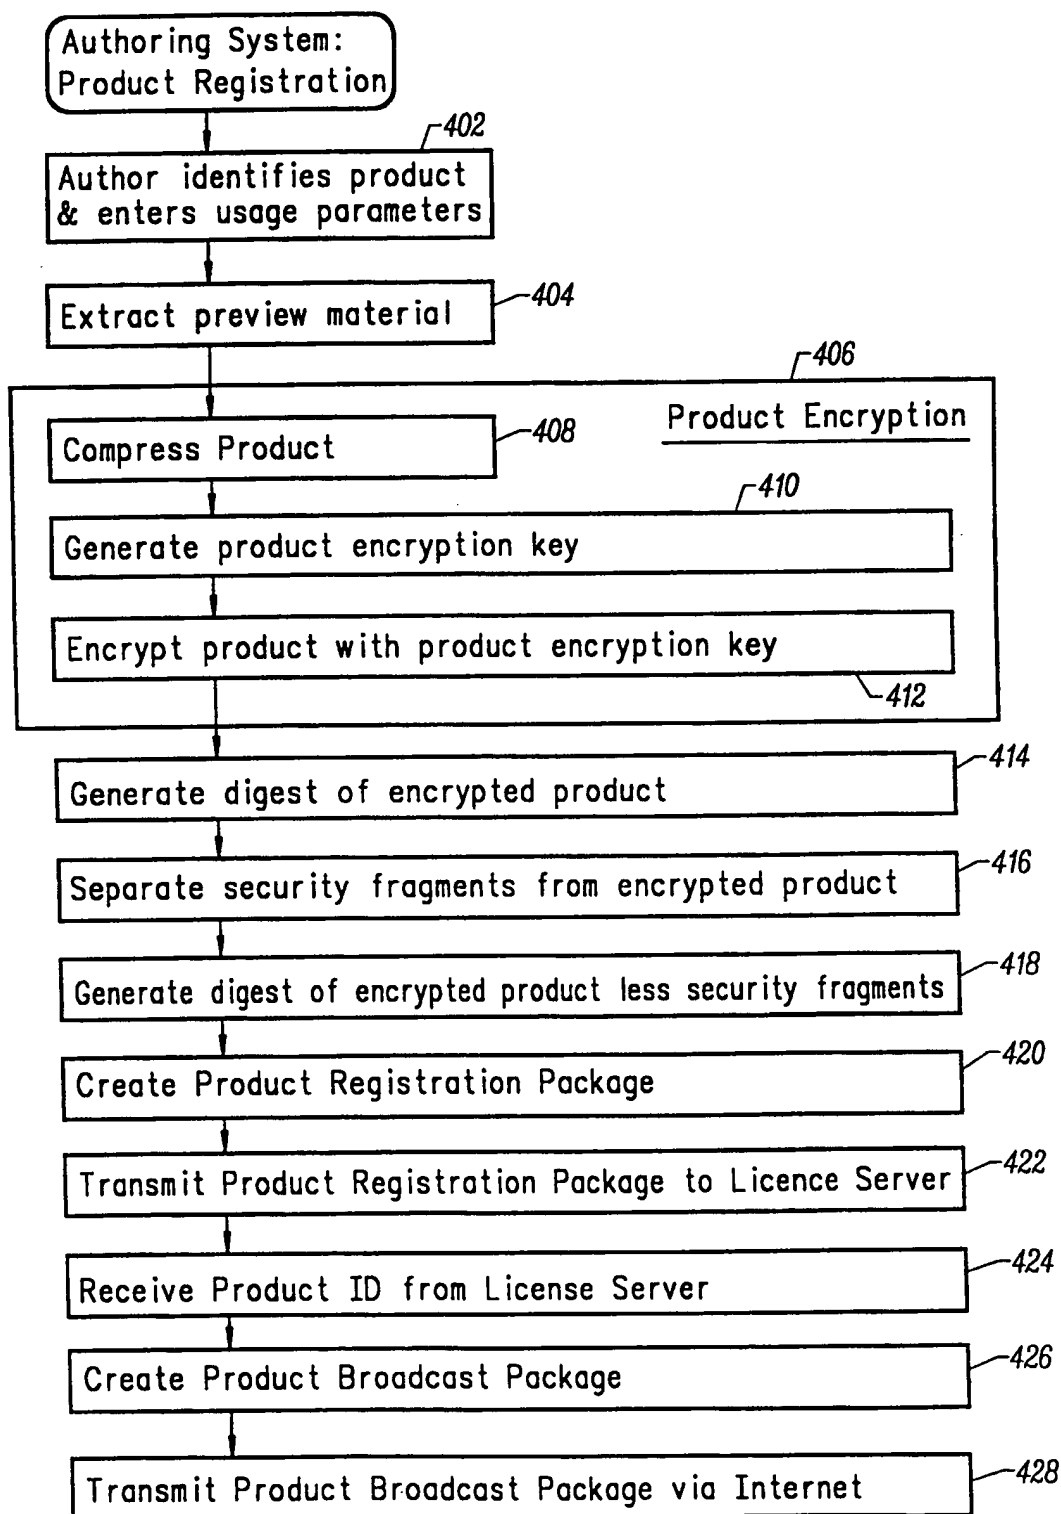 Authoring System:
Product Registration
402
Author identifies product
& enters usage parameters
Extract preview material
404
406
Product Encryption
Compress Product
408
410
Generate product encryption key
Encrypt product with product encryption key
412
414
Generate digest of encrypted product
416
Separate security fragments from encrypted product
418
Generate digest of encrypted product less security fragments
420
Create Product Registration Package
422
Transmit Product Registration Package to Licence Server
424
Receive Product ID from License Server
426
Create Product Broadcast Package
428
Transmit Product Broadcast Package via Internet